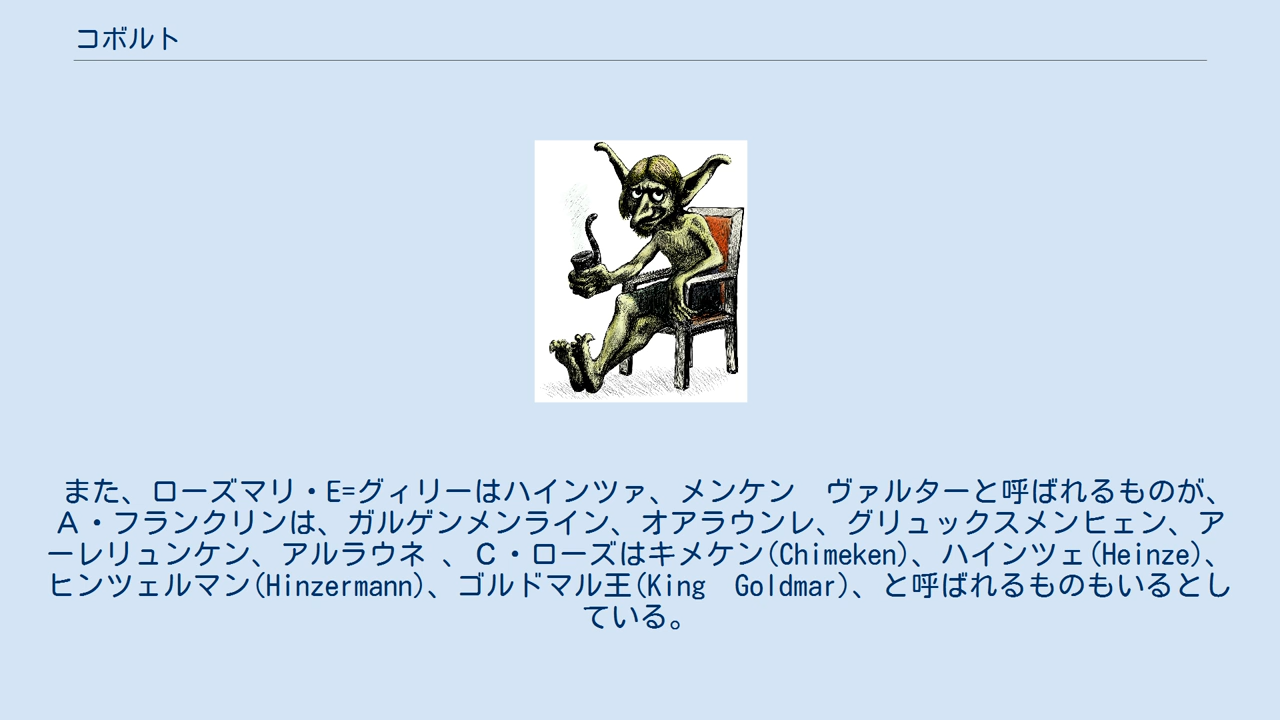 コボルト
また、ローズマリ・E=グィリーはハインツァ、メンケン　ヴァルターと呼ばれるものが、
Ａ・フランクリンは、ガルゲンメンライン、オアラウンレ、グリュックスメンヒェン、ア
ーレリュンケン、アルラウネ 、Ｃ・ローズはキメケン(Chimeken)、ハインツェ(Heinze)、
ヒンツェルマン(Hinzermann)、ゴルドマル王(King　Goldmar)、と呼ばれるものもいるとし
ている。